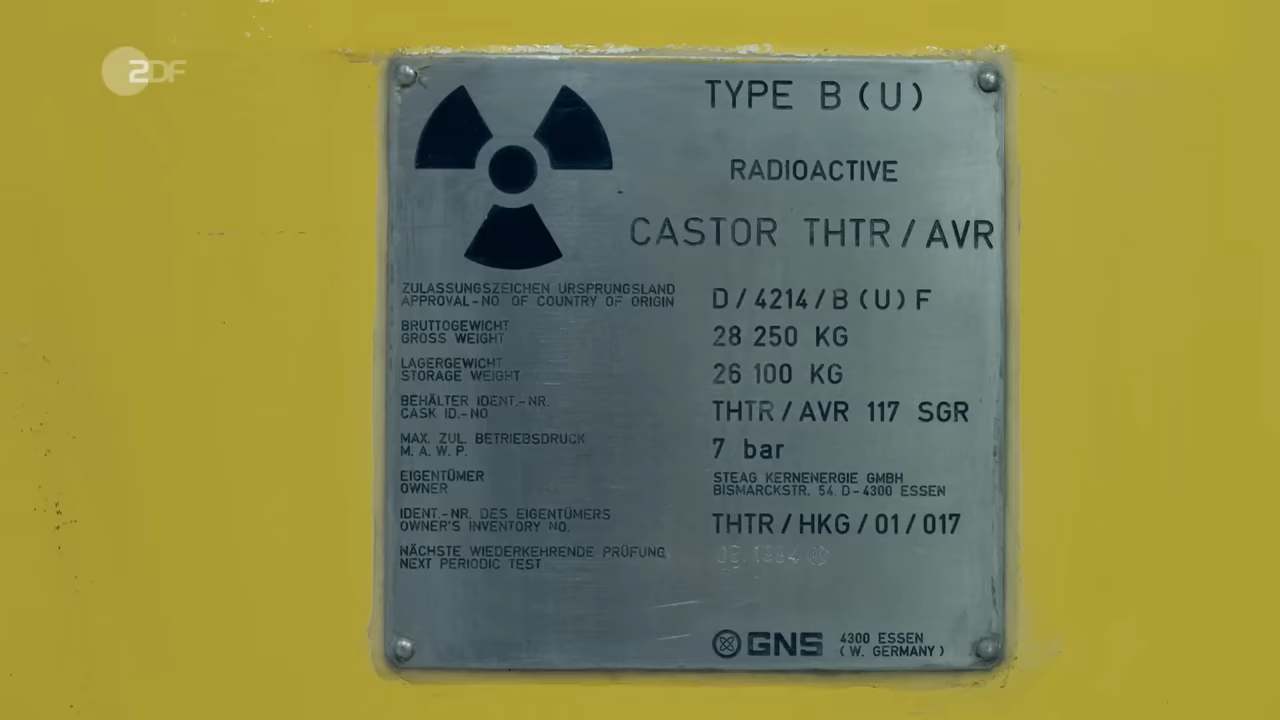 ZDF
TYPE B (U)
RADIOACTIVE
CASTOR THTR / AVR
ZULASSUNGSZEICHEN URSPRUNGSLAND
APPROVAL-NO. OF COUNTRY OF ORIGIN
D / 4214 / B (U) F
BRUTTOGEWICHT
GROSS WEIGHT
28 250 KG
LAGERGEWICHT
STORAGE WEIGHT
26 100 KG
BEHÄLTER IDENT.-NR.
CASK ID.-NO
THTR / AVR 117 SGR
MAX. ZUL. BETRIEBSDRUCK
M. A. W. P.
7 bar
EIGENTÜMER
OWNER
STEAG KERNENERGIE GMBH
BISMARCKSTR. 54 D-4300 ESSEN
IDENT.-NR. DES EIGENTÜMERS
OWNER'S INVENTORY NO.
THTR / HKG / 01 / 017
NÄCHSTE WIEDERKEHRENDE PRÜFUNG
NEXT PERIODIC TEST
GNS
4300 ESSEN
(W. GERMANY)